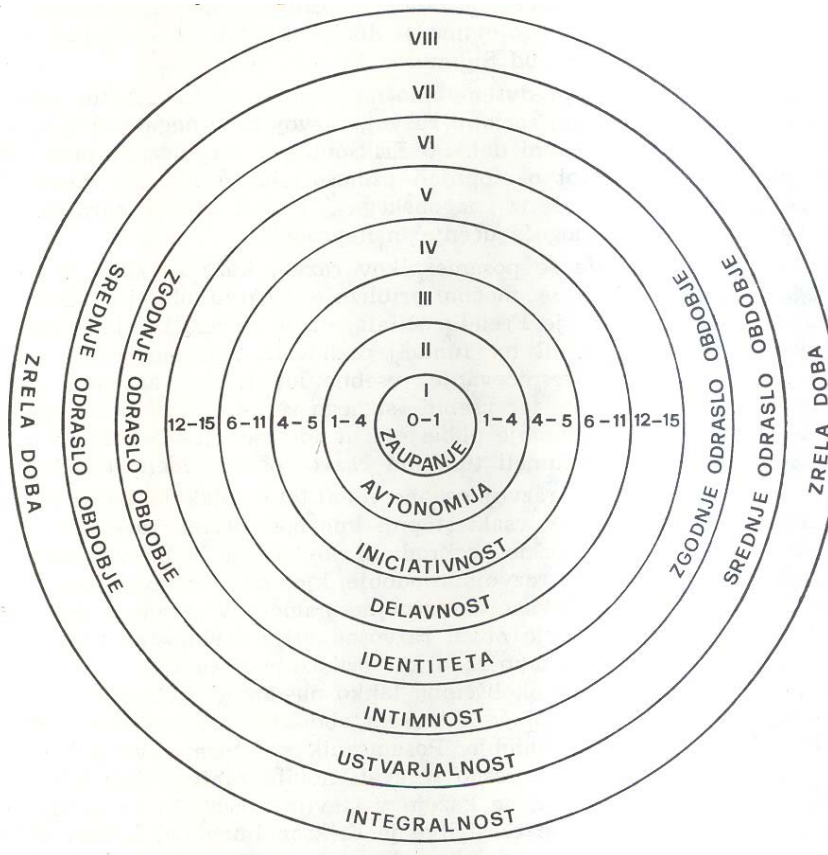 VIII
VII
VI
V
IV
III
II
I
ZRELA DOBA
SREDNJE ODRASLO OBDOBJE
ZGODNJE ODRASLO OBDOBJE
12–15
6–11
4–5
1–4
0–1
1–4
4–5
6–11
12–15
ZGODNJE ODRASLO OBDOBJE
SREDNJE ODRASLO OBDOBJE
ZRELA DOBA
ZAUPANJE
AVTONOMIJA
INICIATIVNOST
DELAVNOST
IDENTITETA
INTIMNOST
USTVARJALNOST
INTEGRALNOST